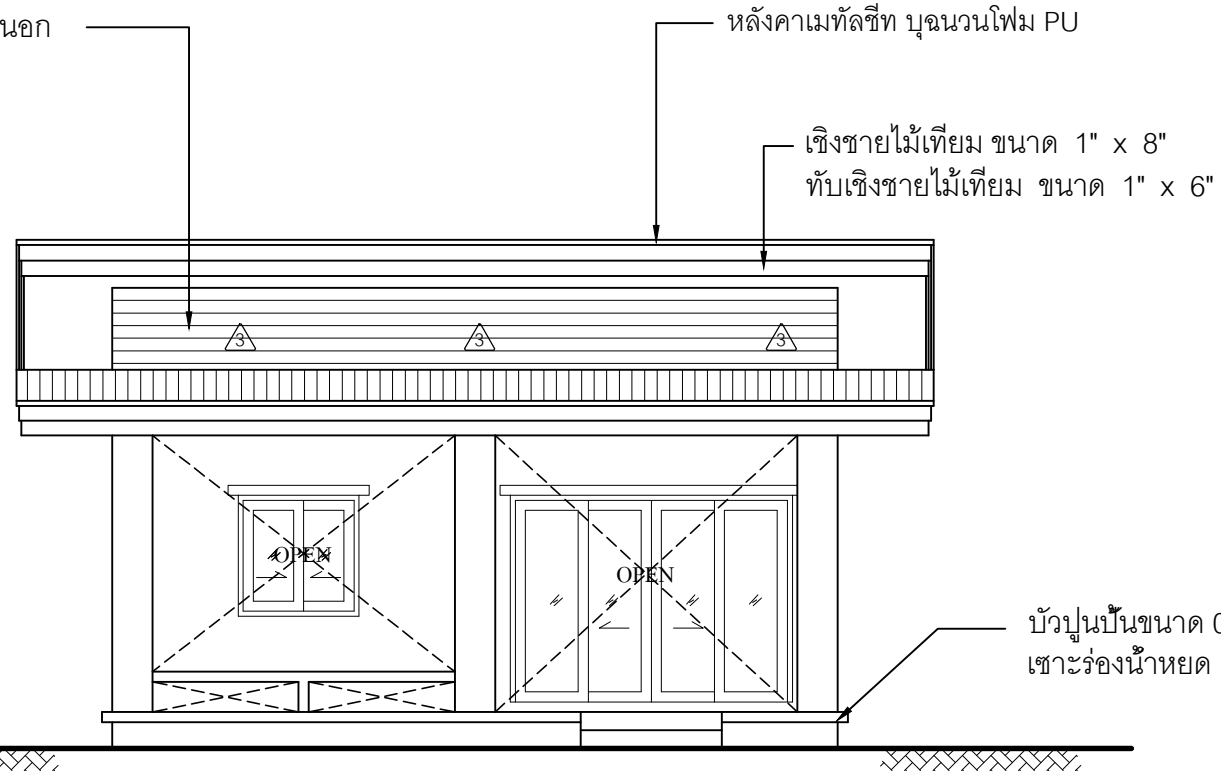 นอก
หลังคาเมทัลชีท บุฉนวนโฟม PU
เชิงชายไม้เทียม ขนาด 1" x 8"
ทับเชิงชายไม้เทียม ขนาด 1" x 6"
3 3 3
OPEN
OPEN
บัวปูนปั้นขนาด 0
เซาะร่องน้ำหยด